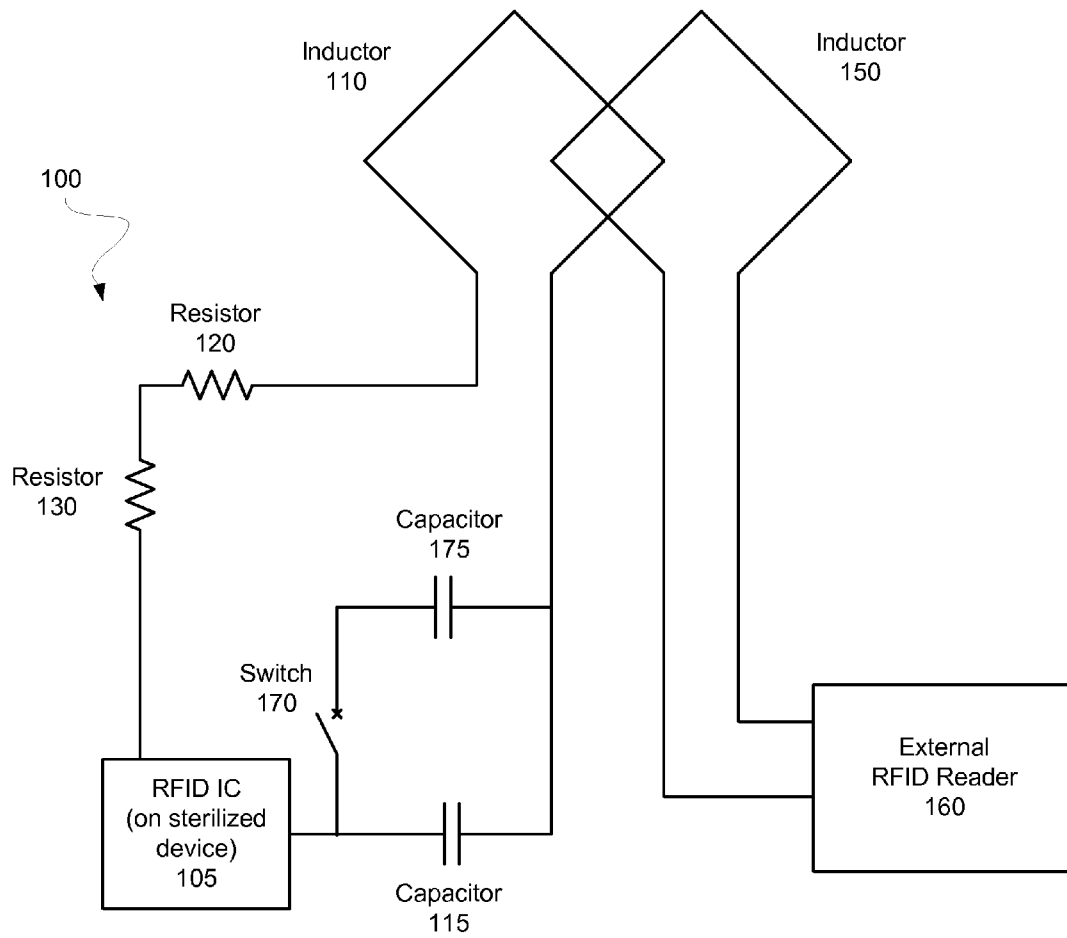 Inductor
110
Inductor
150
100
Resistor
120
Resistor
130
Capacitor
175
Switch
170
RFID IC
(on sterilized
device)
105
Capacitor
115
External
RFID Reader
160